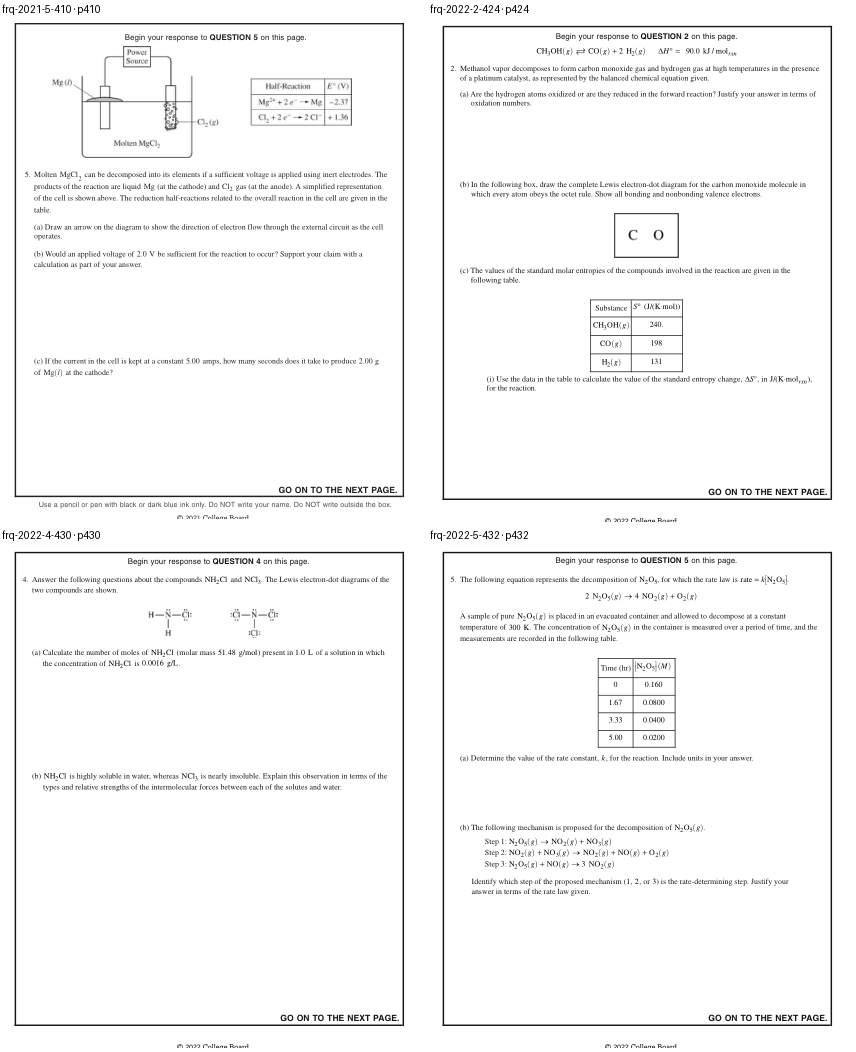 frq-2021-5-410 · p410
Begin your response to QUESTION 5 on this page.
Power
Source
Mg (l)
Cl2 (g)
Molten MgCl2
Half-Reaction E° (V)
Mg2+ + 2 e− → Mg −2.37
Cl2 + 2 e− → 2 Cl− + 1.36
5. Molten MgCl2 can be decomposed into its elements if a sufficient voltage is applied using inert electrodes. The
products of the reaction are liquid Mg (at the cathode) and Cl2 gas (at the anode). A simplified representation
of the cell is shown above. The reduction half-reactions related to the overall reaction in the cell are given in the
table.
(a) Draw an arrow on the diagram to show the direction of electron flow through the external circuit as the cell
operates.
(b) Would an applied voltage of 2.0 V be sufficient for the reaction to occur? Support your claim with a
calculation as part of your answer.
(c) If the current in the cell is kept at a constant 5.00 amps, how many seconds does it take to produce 2.00 g
of Mg(l) at the cathode?
GO ON TO THE NEXT PAGE.
Use a pencil or pen with black or dark blue ink only. Do NOT write your name. Do NOT write outside the box.
© 2021 College Board
frq-2022-2-424 · p424
Begin your response to QUESTION 2 on this page.
CH3OH(g) ⇄ CO(g) + 2 H2(g) ΔH° = 90.0 kJ / molrxn
2. Methanol vapor decomposes to form carbon monoxide gas and hydrogen gas at high temperatures in the presence
of a platinum catalyst, as represented by the balanced chemical equation given.
(a) Are the hydrogen atoms oxidized or are they reduced in the forward reaction? Justify your answer in terms of
oxidation numbers.
(b) In the following box, draw the complete Lewis electron-dot diagram for the carbon monoxide molecule in
which every atom obeys the octet rule. Show all bonding and nonbonding valence electrons.
C O
(c) The values of the standard molar entropies of the compounds involved in the reaction are given in the
following table.
Substance S° (J/(K·mol))
CH3OH(g) 240.
CO(g) 198
H2(g) 131
(i) Use the data in the table to calculate the value of the standard entropy change, ΔS°, in J/(K·molrxn),
for the reaction.
GO ON TO THE NEXT PAGE.
© 2022 College Board
frq-2022-4-430 · p430
Begin your response to QUESTION 4 on this page.
4. Answer the following questions about the compounds NH2Cl and NCl3. The Lewis electron-dot diagrams of the
two compounds are shown.
H N Cl Cl N Cl
H Cl
(a) Calculate the number of moles of NH2Cl (molar mass 51.48 g/mol) present in 1.0 L of a solution in which
the concentration of NH2Cl is 0.0016 g/L.
(b) NH2Cl is highly soluble in water, whereas NCl3 is nearly insoluble. Explain this observation in terms of the
types and relative strengths of the intermolecular forces between each of the solutes and water.
GO ON TO THE NEXT PAGE.
© 2022 College Board
frq-2022-5-432 · p432
Begin your response to QUESTION 5 on this page.
5. The following equation represents the decomposition of N2O5, for which the rate law is rate = k[N2O5].
2 N2O5(g) → 4 NO2(g) + O2(g)
A sample of pure N2O5(g) is placed in an evacuated container and allowed to decompose at a constant
temperature of 300 K. The concentration of N2O5(g) in the container is measured over a period of time, and the
measurements are recorded in the following table.
Time (hr) [N2O5] (M)
0 0.160
1.67 0.0800
3.33 0.0400
5.00 0.0200
(a) Determine the value of the rate constant, k, for the reaction. Include units in your answer.
(b) The following mechanism is proposed for the decomposition of N2O5(g).
Step 1: N2O5(g) → NO2(g) + NO3(g)
Step 2: NO2(g) + NO3(g) → NO2(g) + NO(g) + O2(g)
Step 3: N2O5(g) + NO(g) → 3 NO2(g)
Identify which step of the proposed mechanism (1, 2, or 3) is the rate-determining step. Justify your
answer in terms of the rate law given.
GO ON TO THE NEXT PAGE.
© 2022 College Board